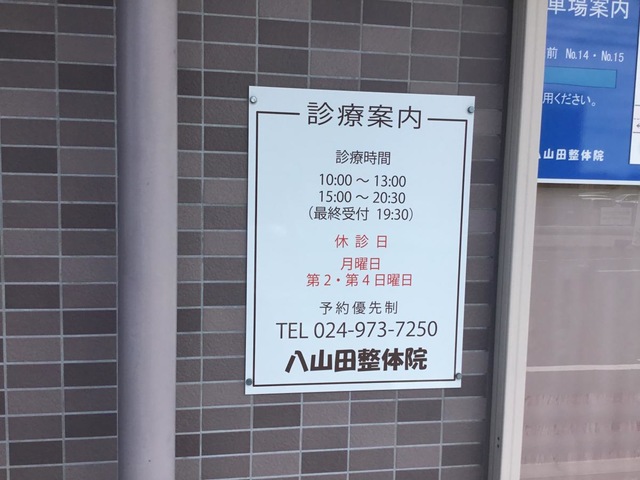 診療案内
診療時間
10:00 ～ 13:00
15:00 ～ 20:30
（最終受付 19:30）
休診日
月曜日
第2・第4日曜日
予約優先制
TEL 024-973-7250
八山田整体院
車場案内
前 No.14・No.15
用ください。
八山田整体院